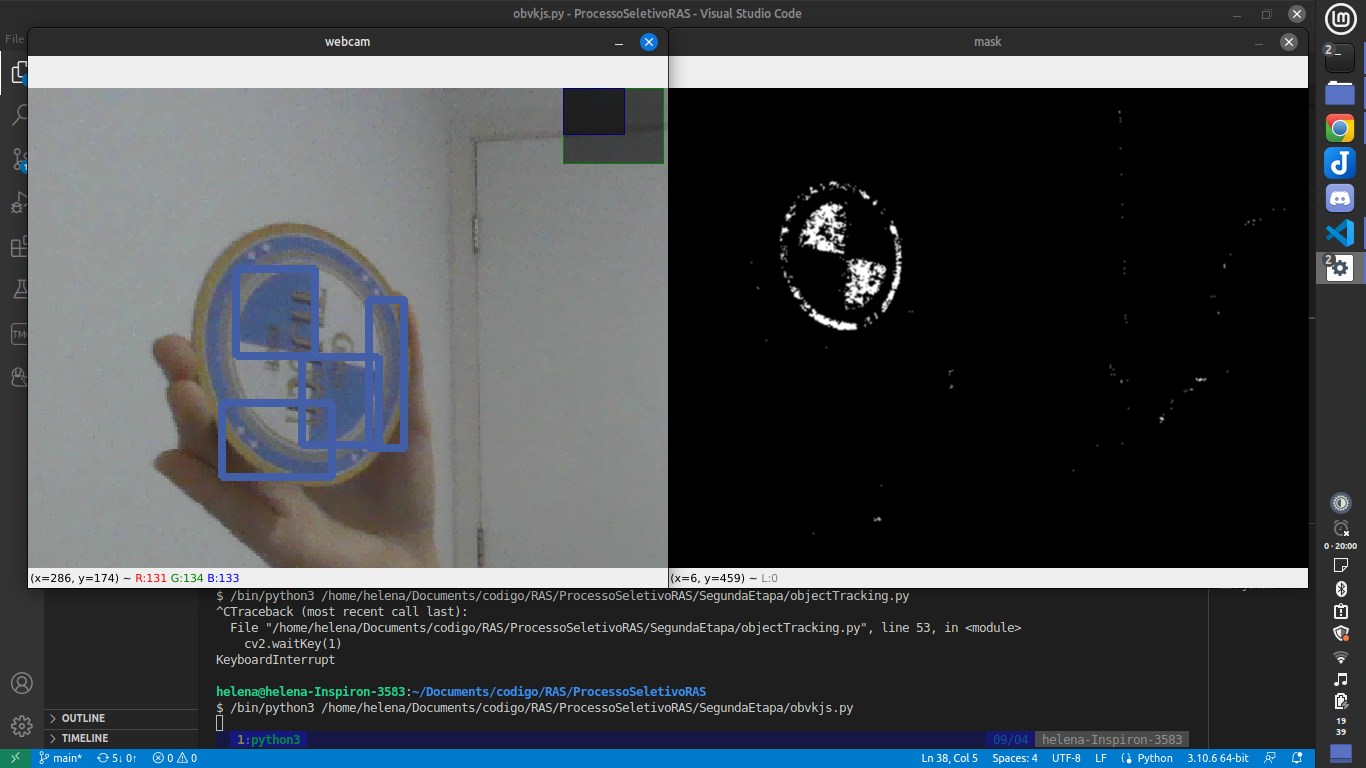 obvkjs.py - ProcessoSeletivoRAS - Visual Studio Code
File
webcam
mask
(x=286, y=174) ~ R:131 G:134 B:133
(x=6, y=459) ~ L:0
$ /bin/python3 /home/helena/Documents/codigo/RAS/ProcessoSeletivoRAS/SegundaEtapa/objectTracking.py
^CTraceback (most recent call last):
File "/home/helena/Documents/codigo/RAS/ProcessoSeletivoRAS/SegundaEtapa/objectTracking.py", line 53, in <module>
cv2.waitKey(1)
KeyboardInterrupt
helena@helena-Inspiron-3583:~/Documents/codigo/RAS/ProcessoSeletivoRAS
$ /bin/python3 /home/helena/Documents/codigo/RAS/ProcessoSeletivoRAS/SegundaEtapa/obvkjs.py
1:python3
09/04 helena-Inspiron-3583
OUTLINE
TIMELINE
main* 5↓ 0↑ 0 0
Ln 38, Col 5 Spaces: 4 UTF-8 LF Python 3.10.6 64-bit
2
2
0 · 20:00
19
39